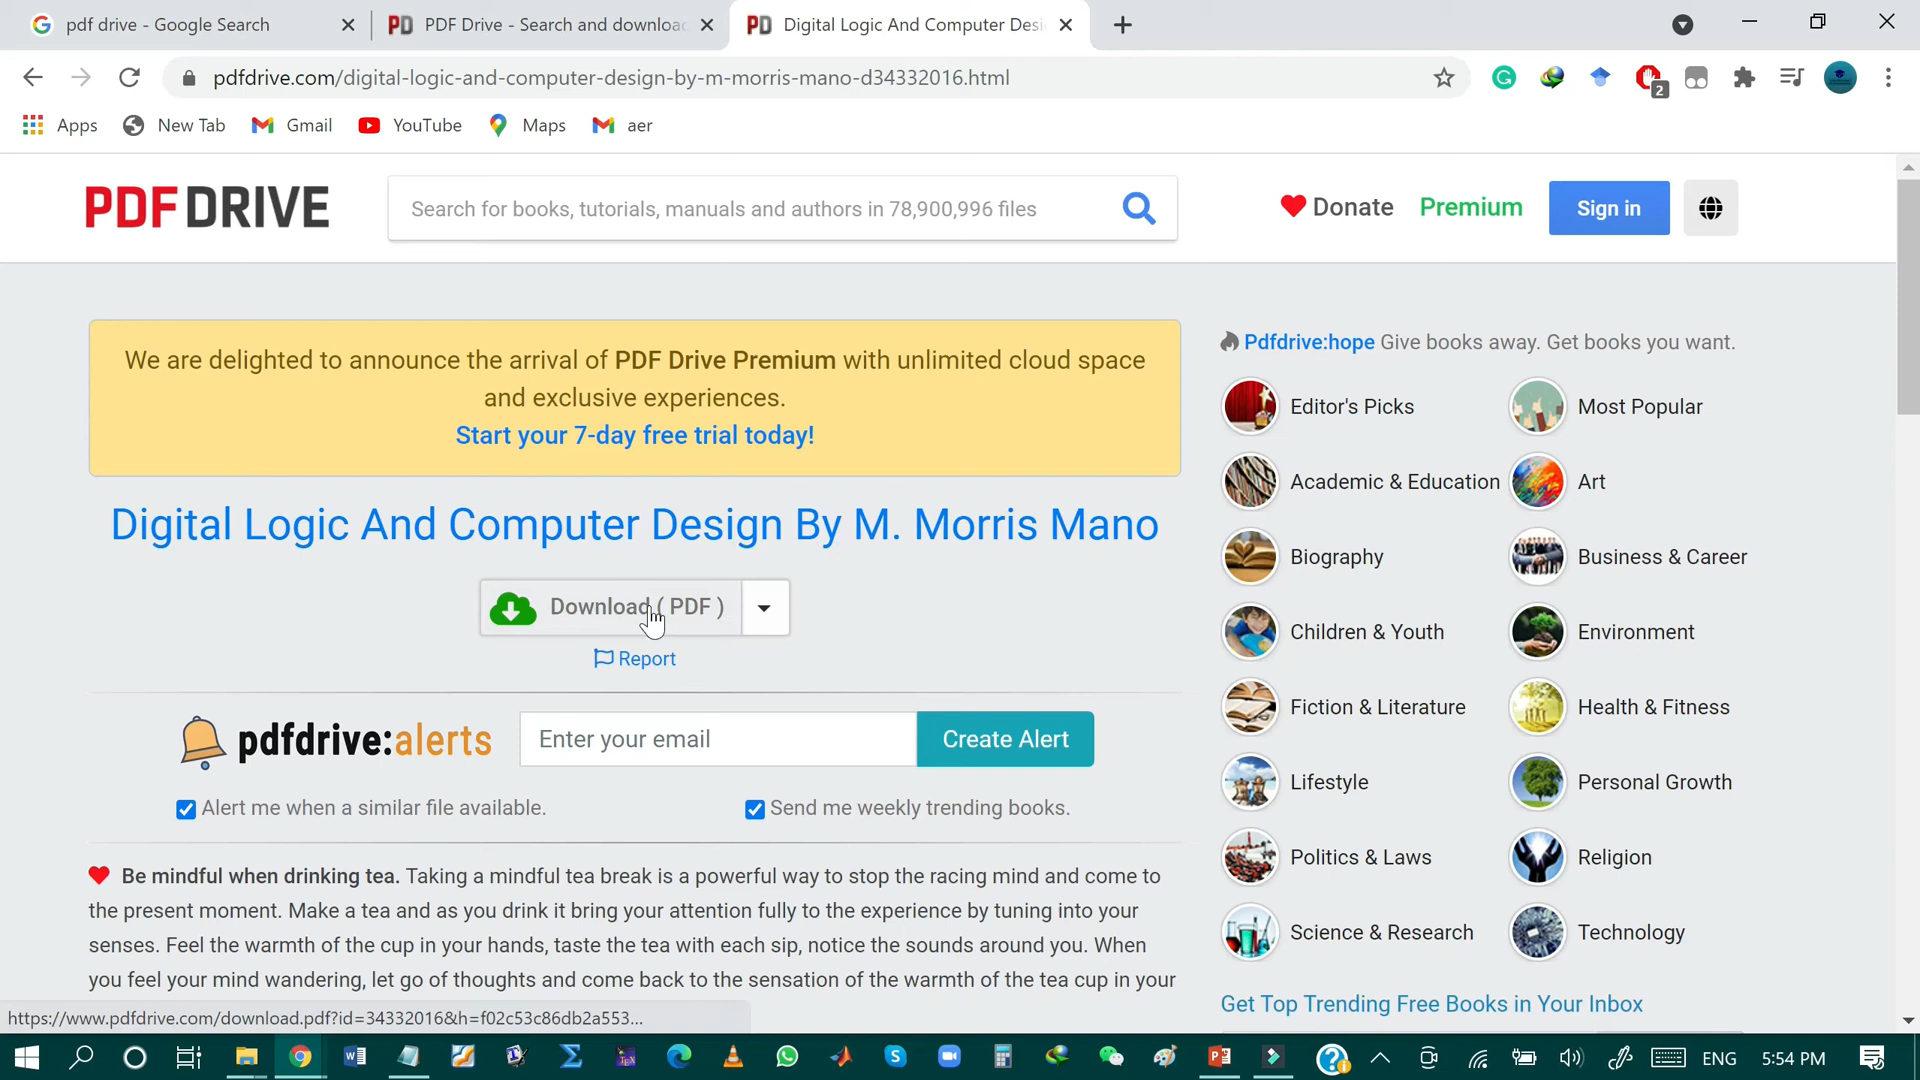 pdf drive - Google Search
PDF Drive - Search and download
Digital Logic And Computer Desi
pdfdrive.com/digital-logic-and-computer-design-by-m-morris-mano-d34332016.html
2
Apps
New Tab
Gmail
YouTube
Maps
aer
PDF DRIVE
Search for books, tutorials, manuals and authors in 78,900,996 files
Donate
Premium
Sign in
We are delighted to announce the arrival of PDF Drive Premium with unlimited cloud space
and exclusive experiences.
Start your 7-day free trial today!
Digital Logic And Computer Design By M. Morris Mano
Download ( PDF )
Report
pdfdrive:alerts
Enter your email
Create Alert
Alert me when a similar file available.
Send me weekly trending books.
Be mindful when drinking tea. Taking a mindful tea break is a powerful way to stop the racing mind and come to
the present moment. Make a tea and as you drink it bring your attention fully to the experience by tuning into your
senses. Feel the warmth of the cup in your hands, taste the tea with each sip, notice the sounds around you. When
you feel your mind wandering, let go of thoughts and come back to the sensation of the warmth of the tea cup in your
Pdfdrive:hope Give books away. Get books you want.
Editor's Picks
Most Popular
Academic & Education
Art
Biography
Business & Career
Children & Youth
Environment
Fiction & Literature
Health & Fitness
Lifestyle
Personal Growth
Politics & Laws
Religion
Science & Research
Technology
Get Top Trending Free Books in Your Inbox
https://www.pdfdrive.com/download.pdf?id=34332016&h=f02c53c86db2a553...
ENG
5:54 PM